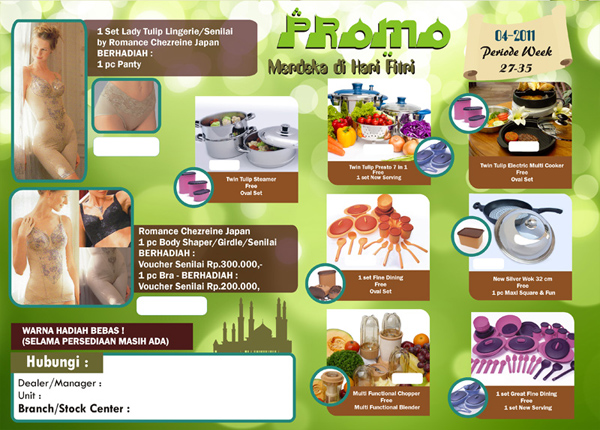 1 Set Lady Tulip Lingerie/Senilai
by Romance Chezreine Japan
BERHADIAH :
1 pc Panty
PROMO
Merdeka di Hari Fitri
04-2011
Periode Week
27-35
Twin Tulip Steamer
Free
Oval Set
Twin Tulip Presto 7 In 1
Free
1 set New Serving
Twin Tulip Electric Multi Cooker
Free
Oval Set
Romance Chezreine Japan
1 pc Body Shaper/Girdle/Senilai
BERHADIAH :
Voucher Senilai Rp.300.000,-
1 pc Bra - BERHADIAH :
Voucher Senilai Rp.200.000,
1 set Fine Dining
Free
Oval Set
New Silver Wok 32 cm
Free
1 pc Maxi Square & Fun
WARNA HADIAH BEBAS !
(SELAMA PERSEDIAAN MASIH ADA)
Hubungi :
Dealer/Manager :
Unit :
Branch/Stock Center :
Multi Functional Chopper
Free
Multi Functional Blender
1 set Great Fine Dining
Free
1 set New Serving